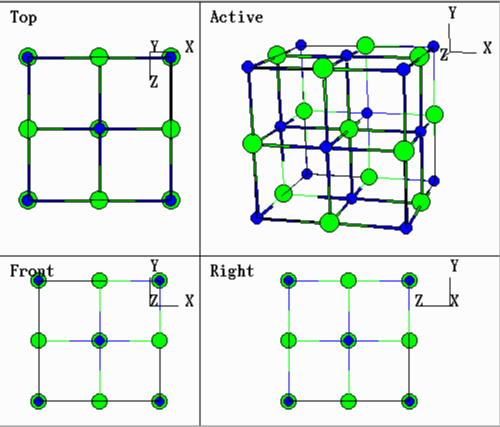 Top
Y X
Z
Active
Y
Z X
Front
Y
Z X
Right
Y
Z X